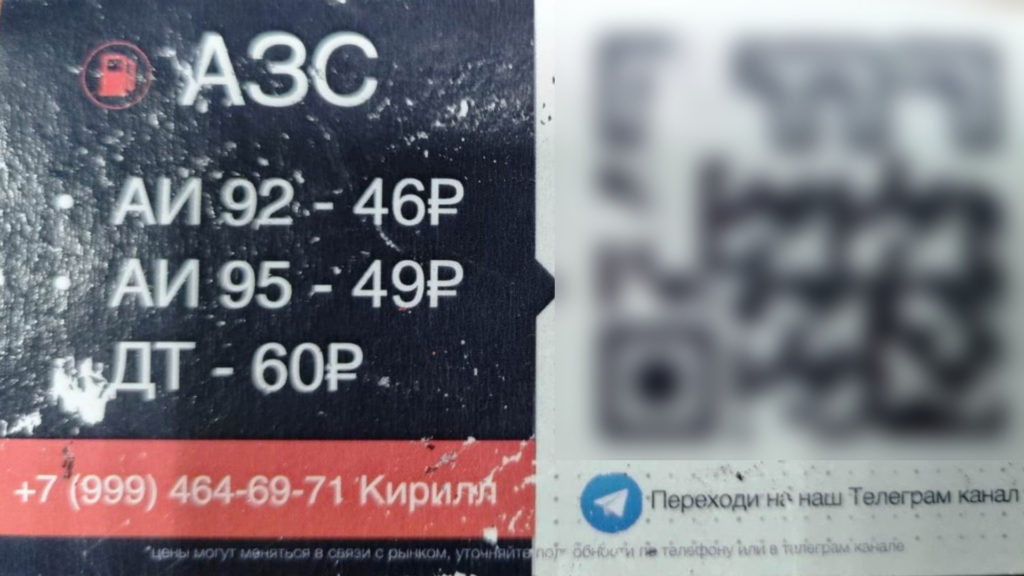 АЗС
АИ 92 - 46₽
АИ 95 - 49₽
ДТ - 60₽
+7 (999) 464-69-71 Кирилл
Переходи на наш Телеграм канал
цены могут меняться в связи с рынком, уточняйте подробности по телефону или в телеграм канале